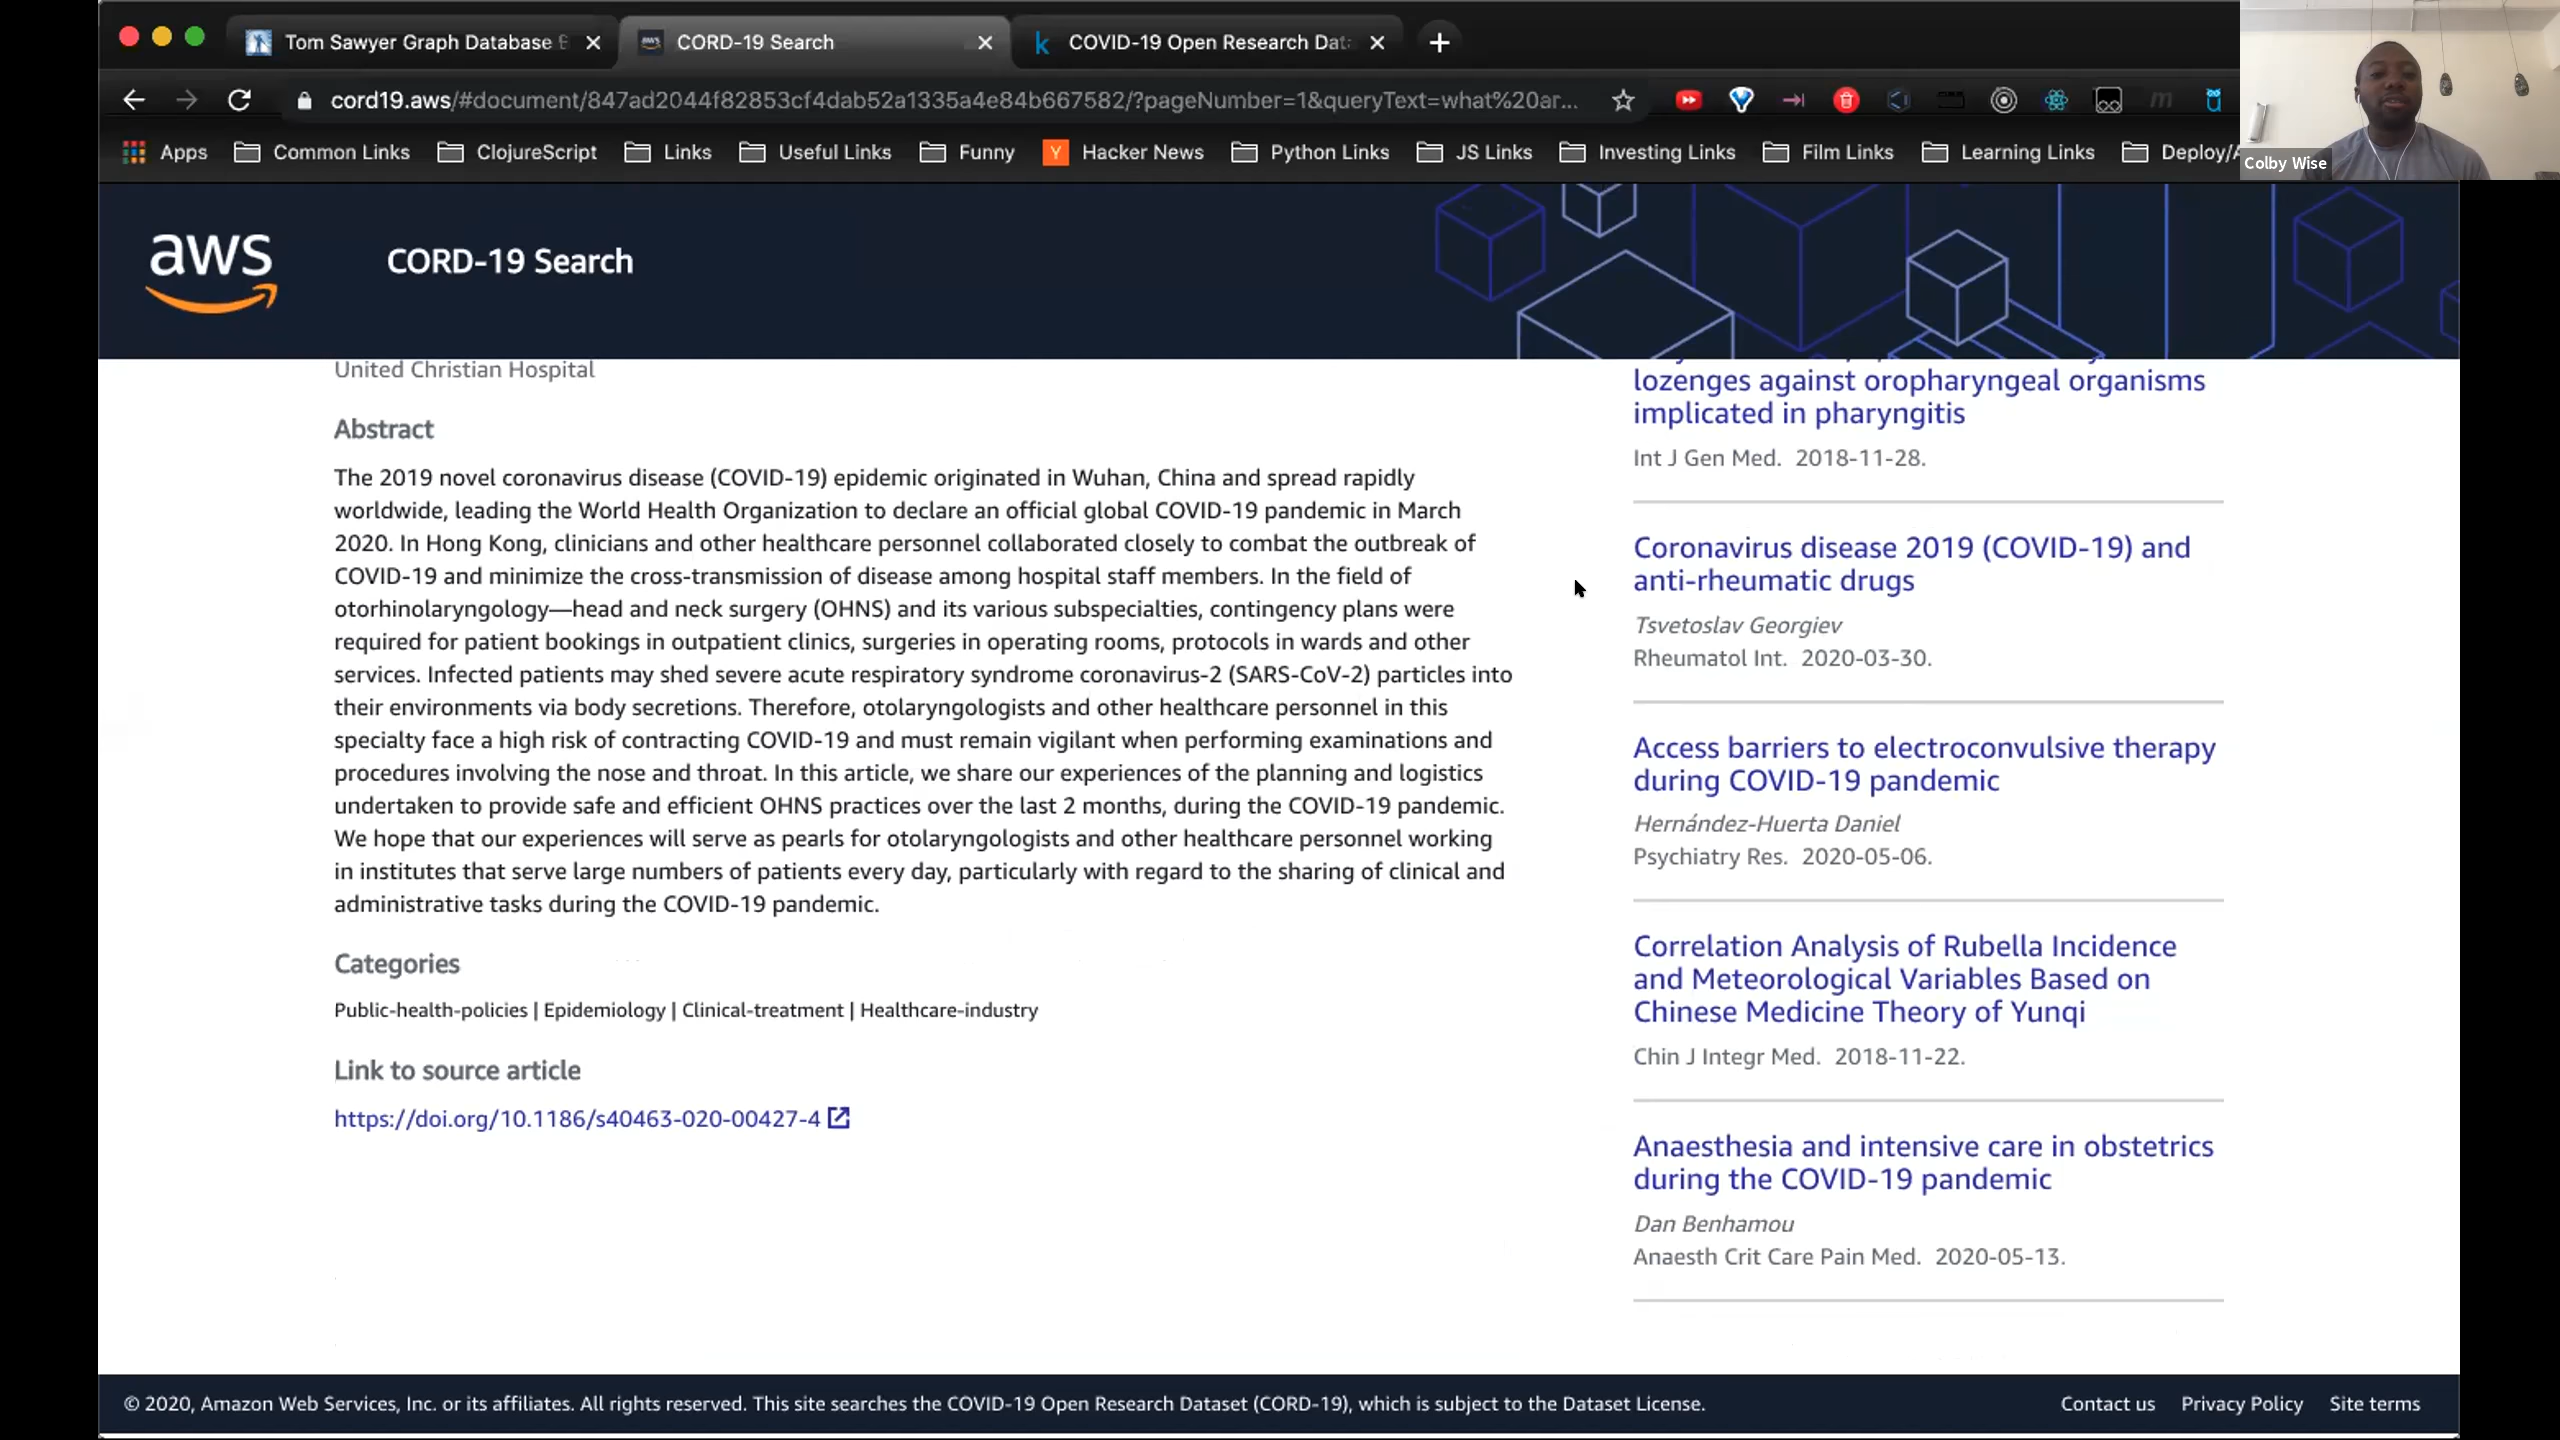 Tom Sawyer Graph Database
CORD-19 Search
COVID-19 Open Research Dat
cord19.aws/#document/847ad2044f82853cf4dab52a1335a4e84b667582/?pageNumber=1&queryText=what%20ar...
Apps
Common Links
ClojureScript
Links
Useful Links
Funny
Hacker News
Python Links
JS Links
Investing Links
Film Links
Learning Links
Deploy/A
Colby Wise
aws
CORD-19 Search
United Christian Hospital
Abstract
The 2019 novel coronavirus disease (COVID-19) epidemic originated in Wuhan, China and spread rapidly
worldwide, leading the World Health Organization to declare an official global COVID-19 pandemic in March
2020. In Hong Kong, clinicians and other healthcare personnel collaborated closely to combat the outbreak of
COVID-19 and minimize the cross-transmission of disease among hospital staff members. In the field of
otorhinolaryngology—head and neck surgery (OHNS) and its various subspecialties, contingency plans were
required for patient bookings in outpatient clinics, surgeries in operating rooms, protocols in wards and other
services. Infected patients may shed severe acute respiratory syndrome coronavirus-2 (SARS-CoV-2) particles into
their environments via body secretions. Therefore, otolaryngologists and other healthcare personnel in this
specialty face a high risk of contracting COVID-19 and must remain vigilant when performing examinations and
procedures involving the nose and throat. In this article, we share our experiences of the planning and logistics
undertaken to provide safe and efficient OHNS practices over the last 2 months, during the COVID-19 pandemic.
We hope that our experiences will serve as pearls for otolaryngologists and other healthcare personnel working
in institutes that serve large numbers of patients every day, particularly with regard to the sharing of clinical and
administrative tasks during the COVID-19 pandemic.
Categories
Public-health-policies | Epidemiology | Clinical-treatment | Healthcare-industry
Link to source article
https://doi.org/10.1186/s40463-020-00427-4
lozenges against oropharyngeal organisms
implicated in pharyngitis
Int J Gen Med. 2018-11-28.
Coronavirus disease 2019 (COVID-19) and
anti-rheumatic drugs
Tsvetoslav Georgiev
Rheumatol Int. 2020-03-30.
Access barriers to electroconvulsive therapy
during COVID-19 pandemic
Hernández-Huerta Daniel
Psychiatry Res. 2020-05-06.
Correlation Analysis of Rubella Incidence
and Meteorological Variables Based on
Chinese Medicine Theory of Yunqi
Chin J Integr Med. 2018-11-22.
Anaesthesia and intensive care in obstetrics
during the COVID-19 pandemic
Dan Benhamou
Anaesth Crit Care Pain Med. 2020-05-13.
© 2020, Amazon Web Services, Inc. or its affiliates. All rights reserved. This site searches the COVID-19 Open Research Dataset (CORD-19), which is subject to the Dataset License.
Contact us
Privacy Policy
Site terms